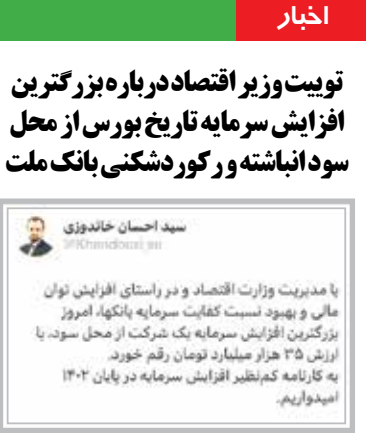 اخبار
توییت وزیر اقتصاد درباره بزرگترین
افزایش سرمایه تاریخ بورس از محل
سود انباشته و رکوردشکنی بانک ملت
سید احسان خاندوزی
با مدیریت وزارت اقتصاد و در راستای افزایش توان
مالی و بهبود نسبت کفایت سرمایه بانکها، امروز
بزرگترین افزایش سرمایه یک شرکت از محل سود، با
ارزش ۳۵ هزار میلیارد تومان رقم خورد.
به کارنامه کم‌نظیر افزایش سرمایه در پایان ۱۴۰۲
امیدواریم.